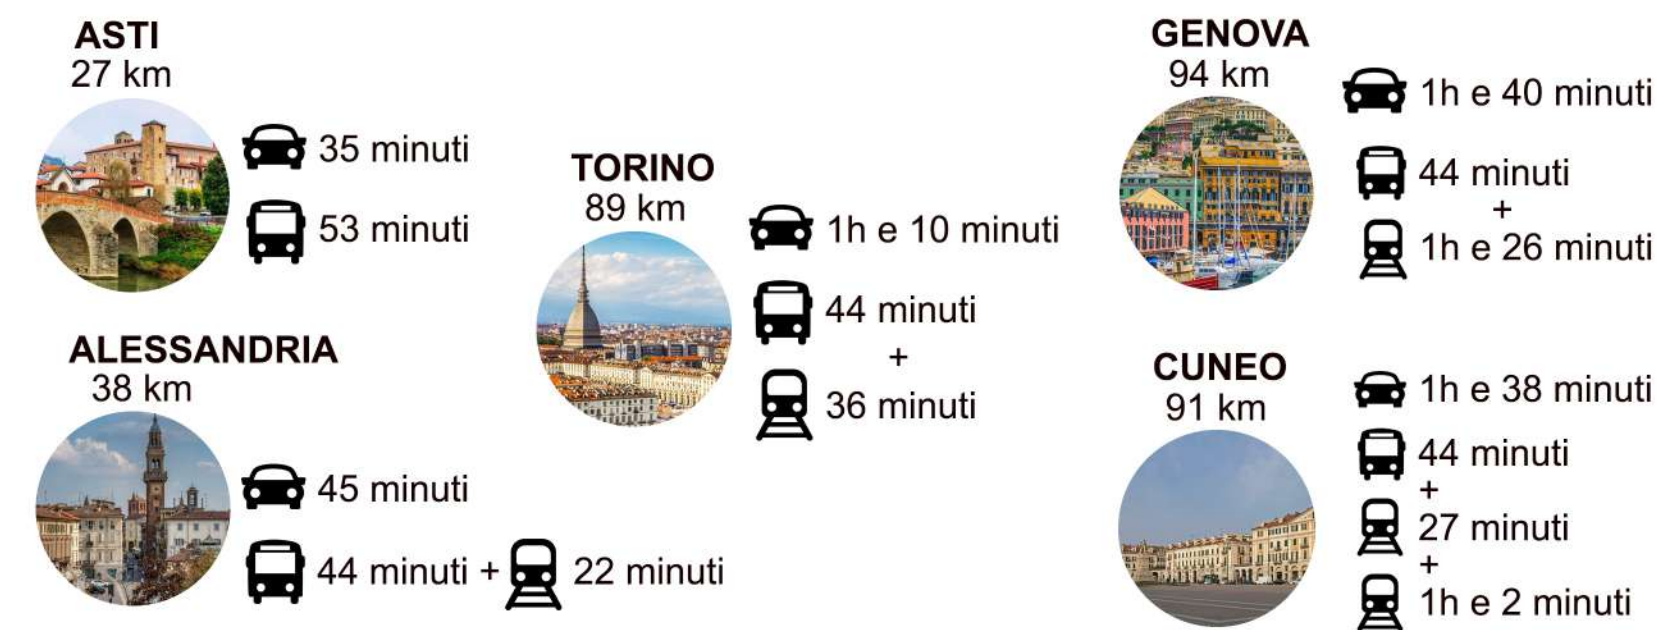 ASTI
27 km
35 minuti
53 minuti
ALESSANDRIA
38 km
45 minuti
44 minuti + 22 minuti
TORINO
89 km
1h e 10 minuti
44 minuti
+
36 minuti
GENOVA
94 km
1h e 40 minuti
44 minuti
+
1h e 26 minuti
CUNEO
91 km
1h e 38 minuti
44 minuti
+
27 minuti
+
1h e 2 minuti